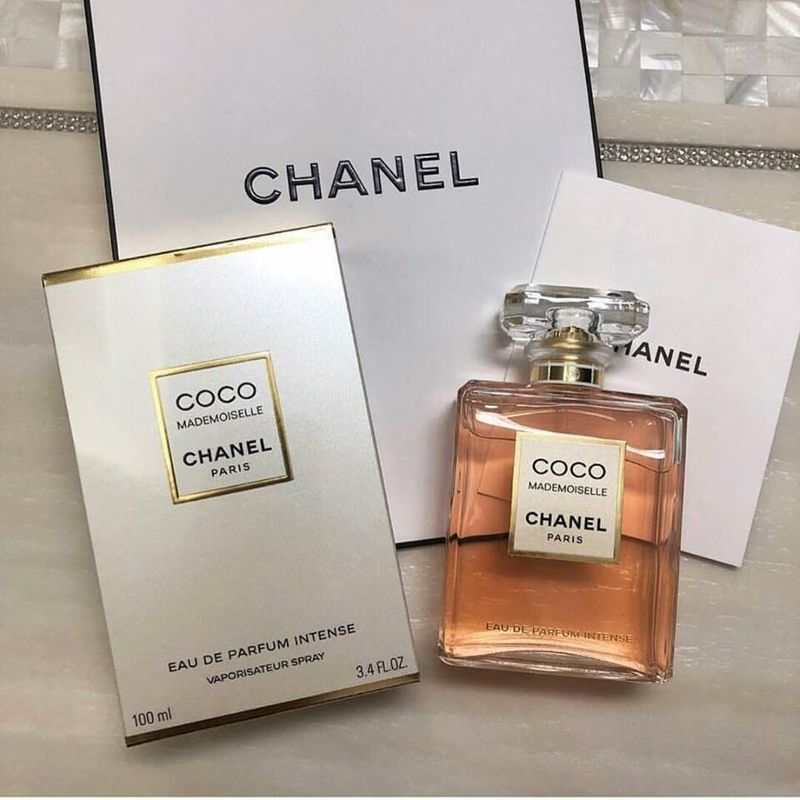 CHANEL
COCO
MADEMOISELLE
CHANEL
PARIS
EAU DE PARFUM INTENSE
VAPORISATEUR SPRAY
100 ml
3.4 FL.OZ.
HANEL
COCO
MADEMOISELLE
CHANEL
PARIS
EAU DE PARFUM INTENSE